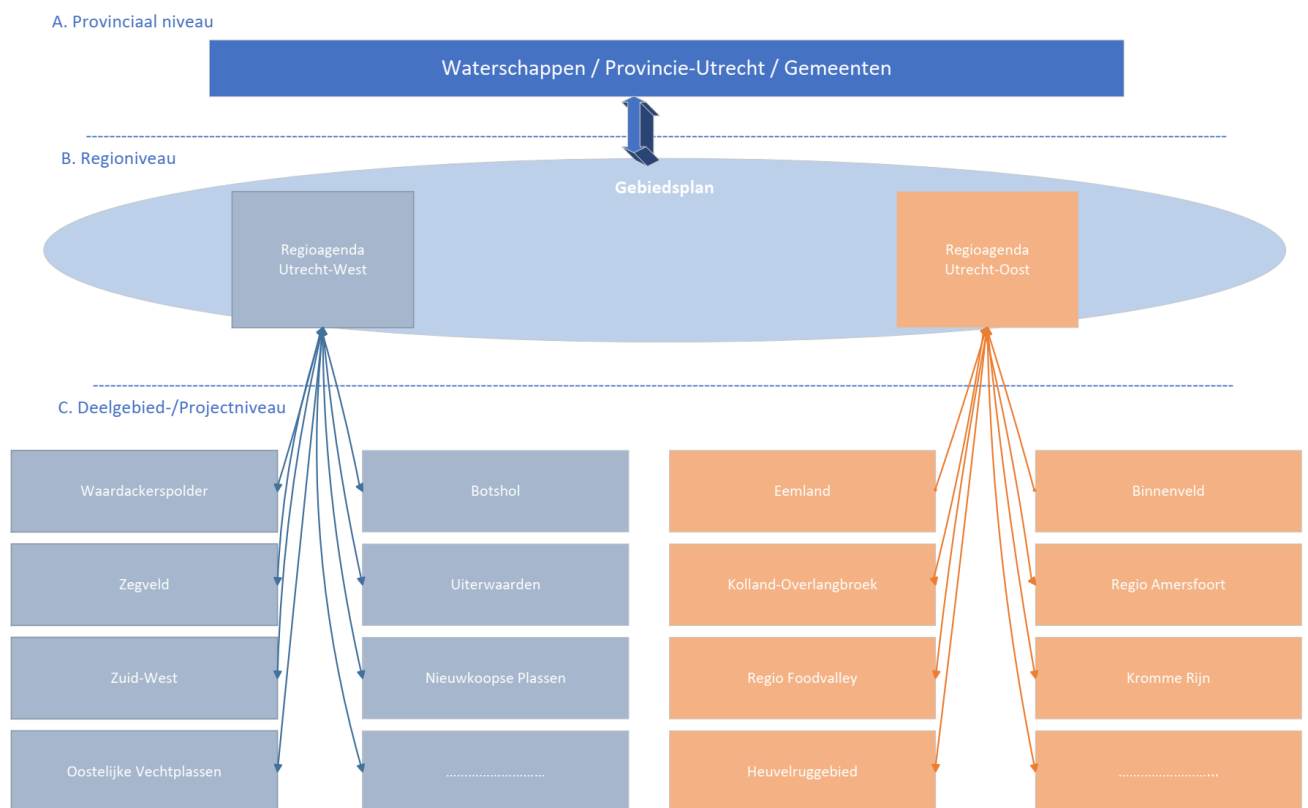 A. Provinciaal niveau
Waterschappen / Provincie-Utrecht / Gemeenten
B. Regioniveau
Gebiedsplan
Regioagenda
Utrecht-West
Regioagenda
Utrecht-Oost
C. Deelgebied-/Projectniveau
Waardackerspolder
Botshol
Eemland
Binnenveld
Zegveld
Uiterwaarden
Kolland-Overlangbroek
Regio Amersfoort
Zuid-West
Nieuwkoopse Plassen
Regio Foodvalley
Kromme Rijn
Oostelijke Vechtplassen
...........................
Heuvelruggebied
...........................